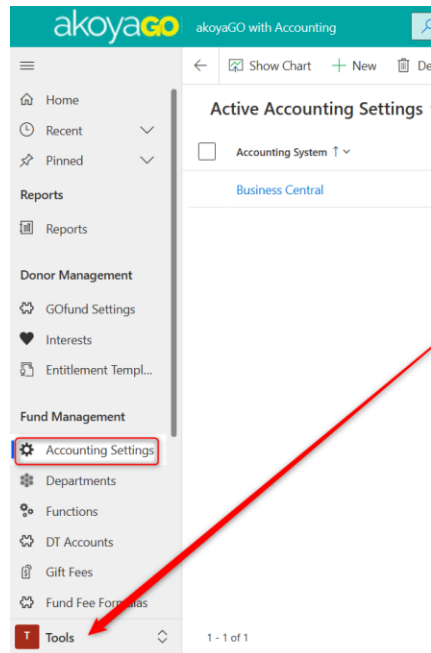 akoyaGO
akoyaGO with Accounting
Show Chart
New
De
Home
Active Accounting Settings
Recent
Accounting System
Pinned
Business Central
Reports
Reports
Donor Management
GOfund Settings
Interests
Entitlement Templ...
Fund Management
Accounting Settings
Departments
Functions
DT Accounts
Gift Fees
Fund Fee Formulas
T Tools
1 - 1 of 1